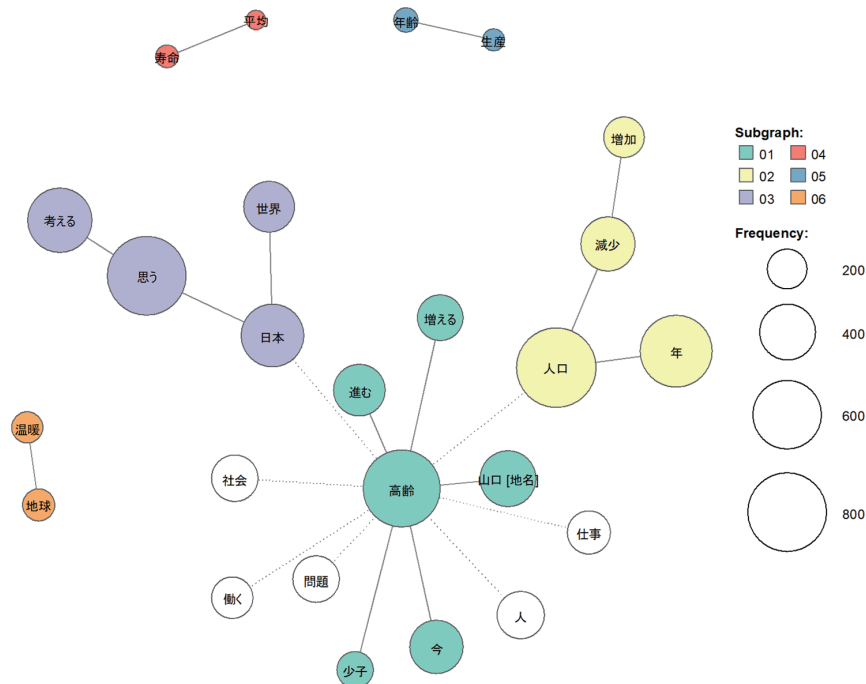 平均
寿命
年齢
生産
増加
Subgraph:
01
04
02
05
03
06
Frequency:
200
400
600
800
考える
世界
思う
減少
日本
増える
人口
年
進む
温暖
地球
社会
高齢
山口 [地名]
仕事
働く
問題
人
少子
今